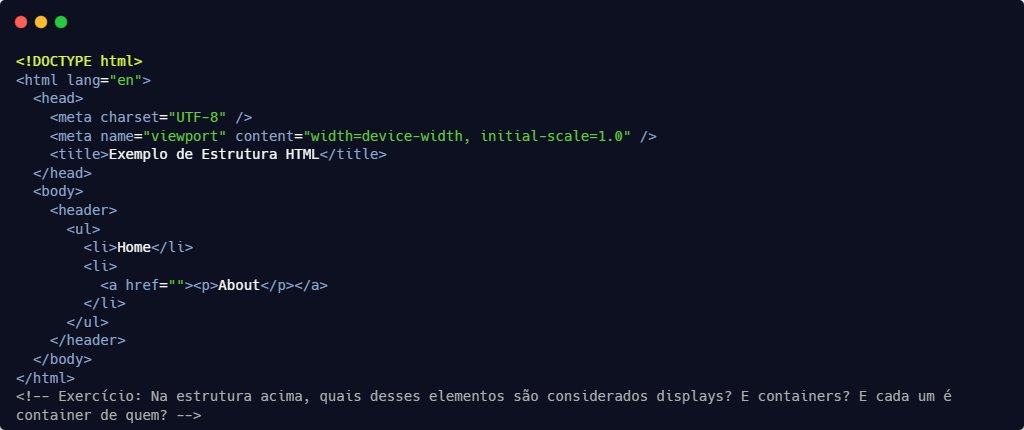 <!DOCTYPE html>
<html lang="en">
  <head>
    <meta charset="UTF-8" />
    <meta name="viewport" content="width=device-width, initial-scale=1.0" />
    <title>Exemplo de Estrutura HTML</title>
  </head>
  <body>
    <header>
      <ul>
        <li>Home</li>
        <li>
          <a href=""><p>About</p></a>
        </li>
      </ul>
    </header>
  </body>
</html>
<!-- Exercício: Na estrutura acima, quais desses elementos são considerados displays? E containers? E cada um é
container de quem? -->